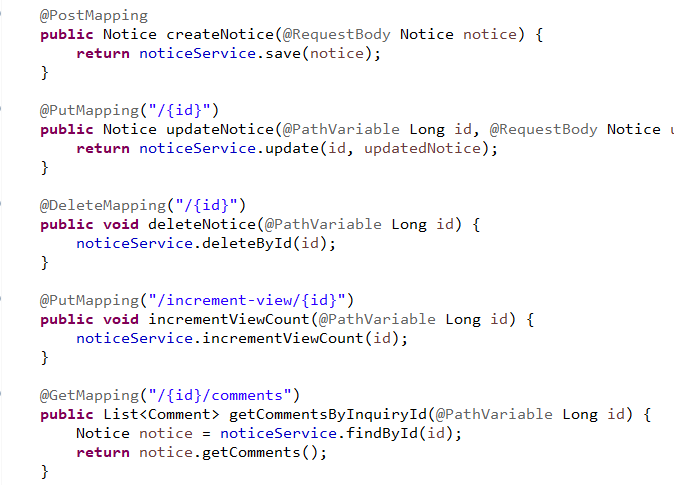 @PostMapping
public Notice createNotice(@RequestBody Notice notice) {
return noticeService.save(notice);
}
@PutMapping("/{id}")
public Notice updateNotice(@PathVariable Long id, @RequestBody Notice
return noticeService.update(id, updatedNotice);
}
@DeleteMapping("/{id}")
public void deleteNotice(@PathVariable Long id) {
noticeService.deleteById(id);
}
@PutMapping("/increment-view/{id}")
public void incrementViewCount(@PathVariable Long id) {
noticeService.incrementViewCount(id);
}
@GetMapping("/{id}/comments")
public List<Comment> getCommentsByInquiryId(@PathVariable Long id) {
Notice notice = noticeService.findById(id);
return notice.getComments();
}